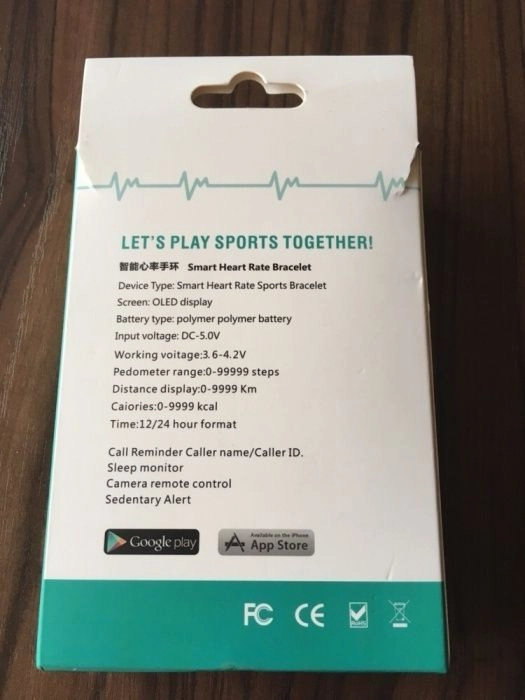 LET'S PLAY SPORTS TOGETHER!
智能心率手环 Smart Heart Rate Bracelet
Device Type: Smart Heart Rate Sports Bracelet
Screen: OLED display
Battery type: polymer polymer battery
Input voltage: DC-5.0V
Working voitage:3.6-4.2V
Pedometer range:0-99999 steps
Distance display:0-9999 Km
Caiories:0-9999 kcal
Time:12/24 hour format
Call Reminder Caller name/Caller ID.
Sleep monitor
Camera remote control
Sedentary Alert
Google play
Available on the iPhone
App Store
FC CE RoHS